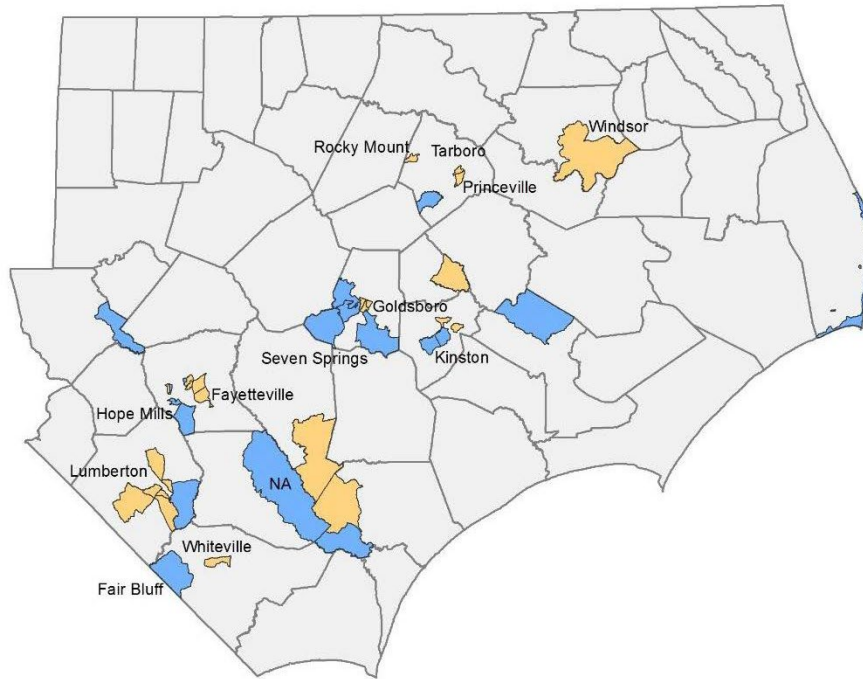 Windsor
Rocky Mount
Tarboro
Princeville
Goldsboro
Seven Springs
Kinston
Fayetteville
Hope Mills
Lumberton
NA
Whiteville
Fair Bluff